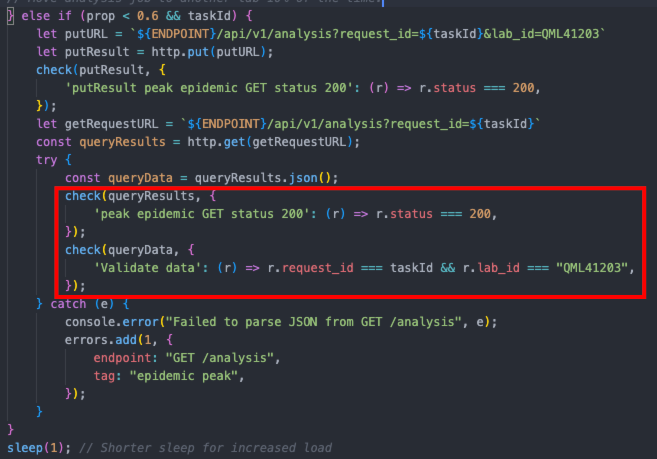 // Move analysis job to another lab 10% of the time.
} else if (prop < 0.6 && taskId) {
let putURL = `${ENDPOINT}/api/v1/analysis?request_id=${taskId}&lab_id=QML41203`
let putResult = http.put(putURL);
check(putResult, {
'putResult peak epidemic GET status 200': (r) => r.status === 200,
});
let getRequestURL = `${ENDPOINT}/api/v1/analysis?request_id=${taskId}`
const queryResults = http.get(getRequestURL);
try {
const queryData = queryResults.json();
check(queryResults, {
'peak epidemic GET status 200': (r) => r.status === 200,
});
check(queryData, {
'Validate data': (r) => r.request_id === taskId && r.lab_id === "QML41203",
});
} catch (e) {
console.error("Failed to parse JSON from GET /analysis", e);
errors.add(1, {
endpoint: "GET /analysis",
tag: "epidemic peak",
});
}
}
sleep(1); // Shorter sleep for increased load